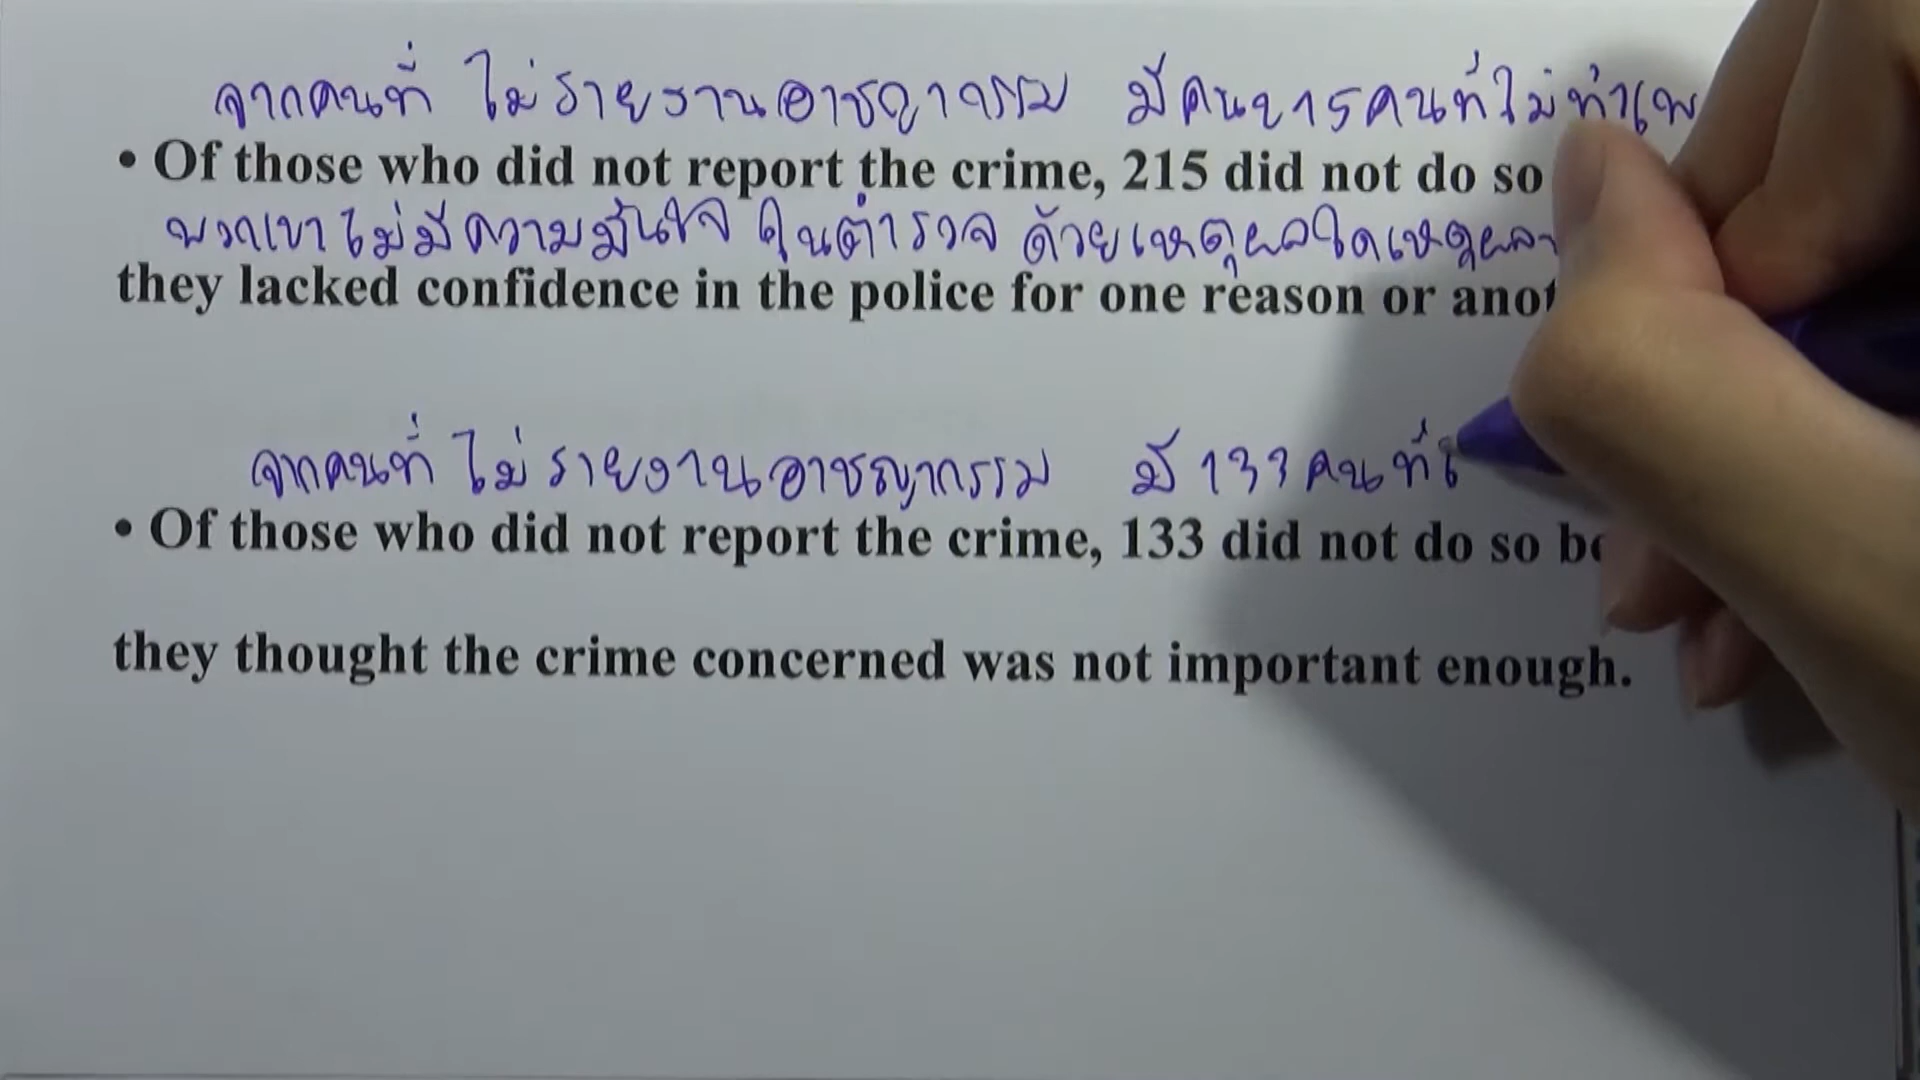 จากคนที่ ไม่รายงานอาชญากรรม มีคน215คนที่ไม่ทำเพ
• Of those who did not report the crime, 215 did not do so
พวกเขาไม่มีความมั่นใจ ในตำรวจ ด้วยเหตุผลใดเหตุผล
they lacked confidence in the police for one reason or anot
จากคนที่ ไม่รายงานอาชญากรรม มี 133 คนที่
• Of those who did not report the crime, 133 did not do so be
they thought the crime concerned was not important enough.